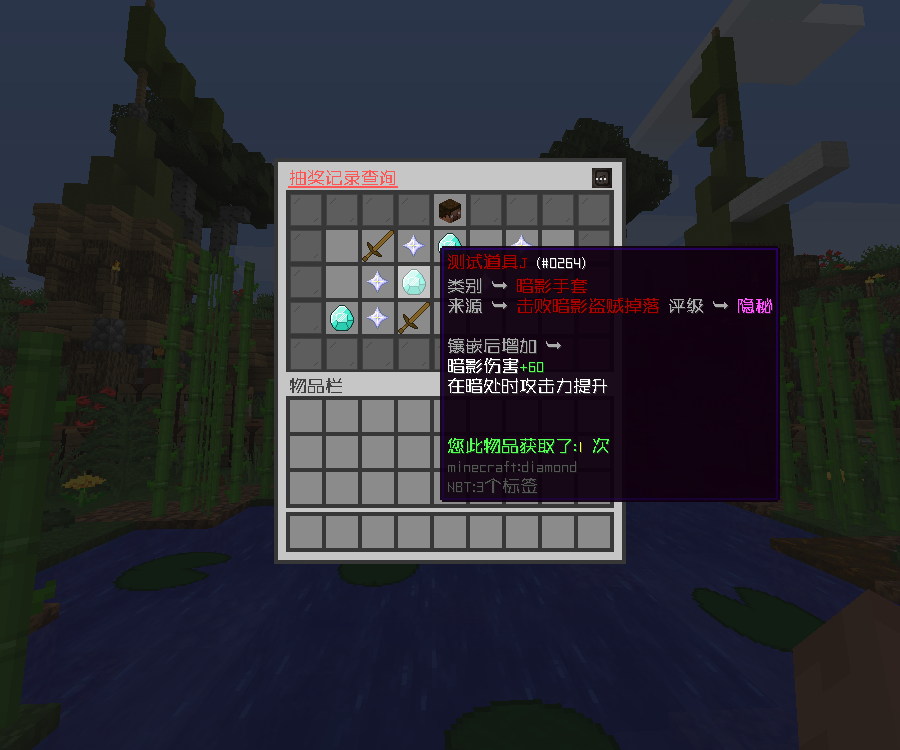 抽奖记录查询
测试道具J (#0264)
类别 ➥ 暗影手套
来源 ➥ 击败暗影盗贼掉落 评级 ➥ 隐秘
镶嵌后增加 ➥
暗影伤害+60
在暗处时攻击力提升
物品栏
您此物品获取了:1 次
minecraft:diamond
NBT:3个标签